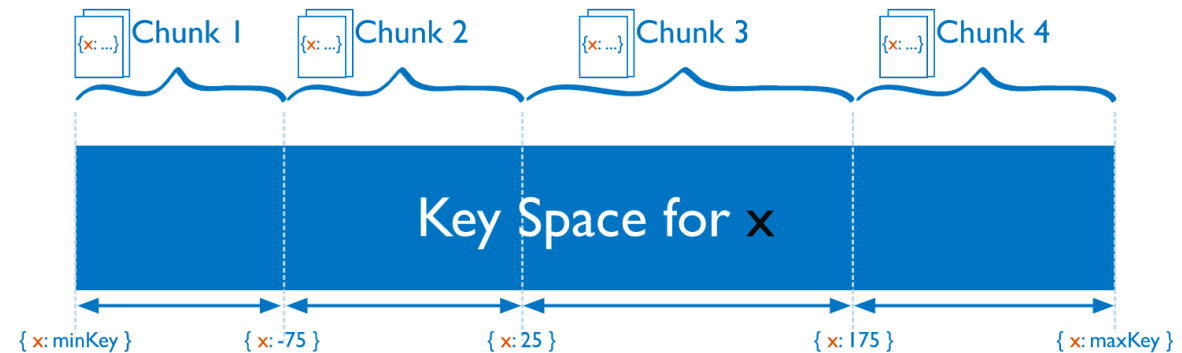 {x: ...} Chunk 1
{x: ...} Chunk 2
{x: ...} Chunk 3
{x: ...} Chunk 4
Key Space for x
{ x: minKey }
{ x: -75 }
{ x: 25 }
{ x: 175 }
{ x: maxKey }